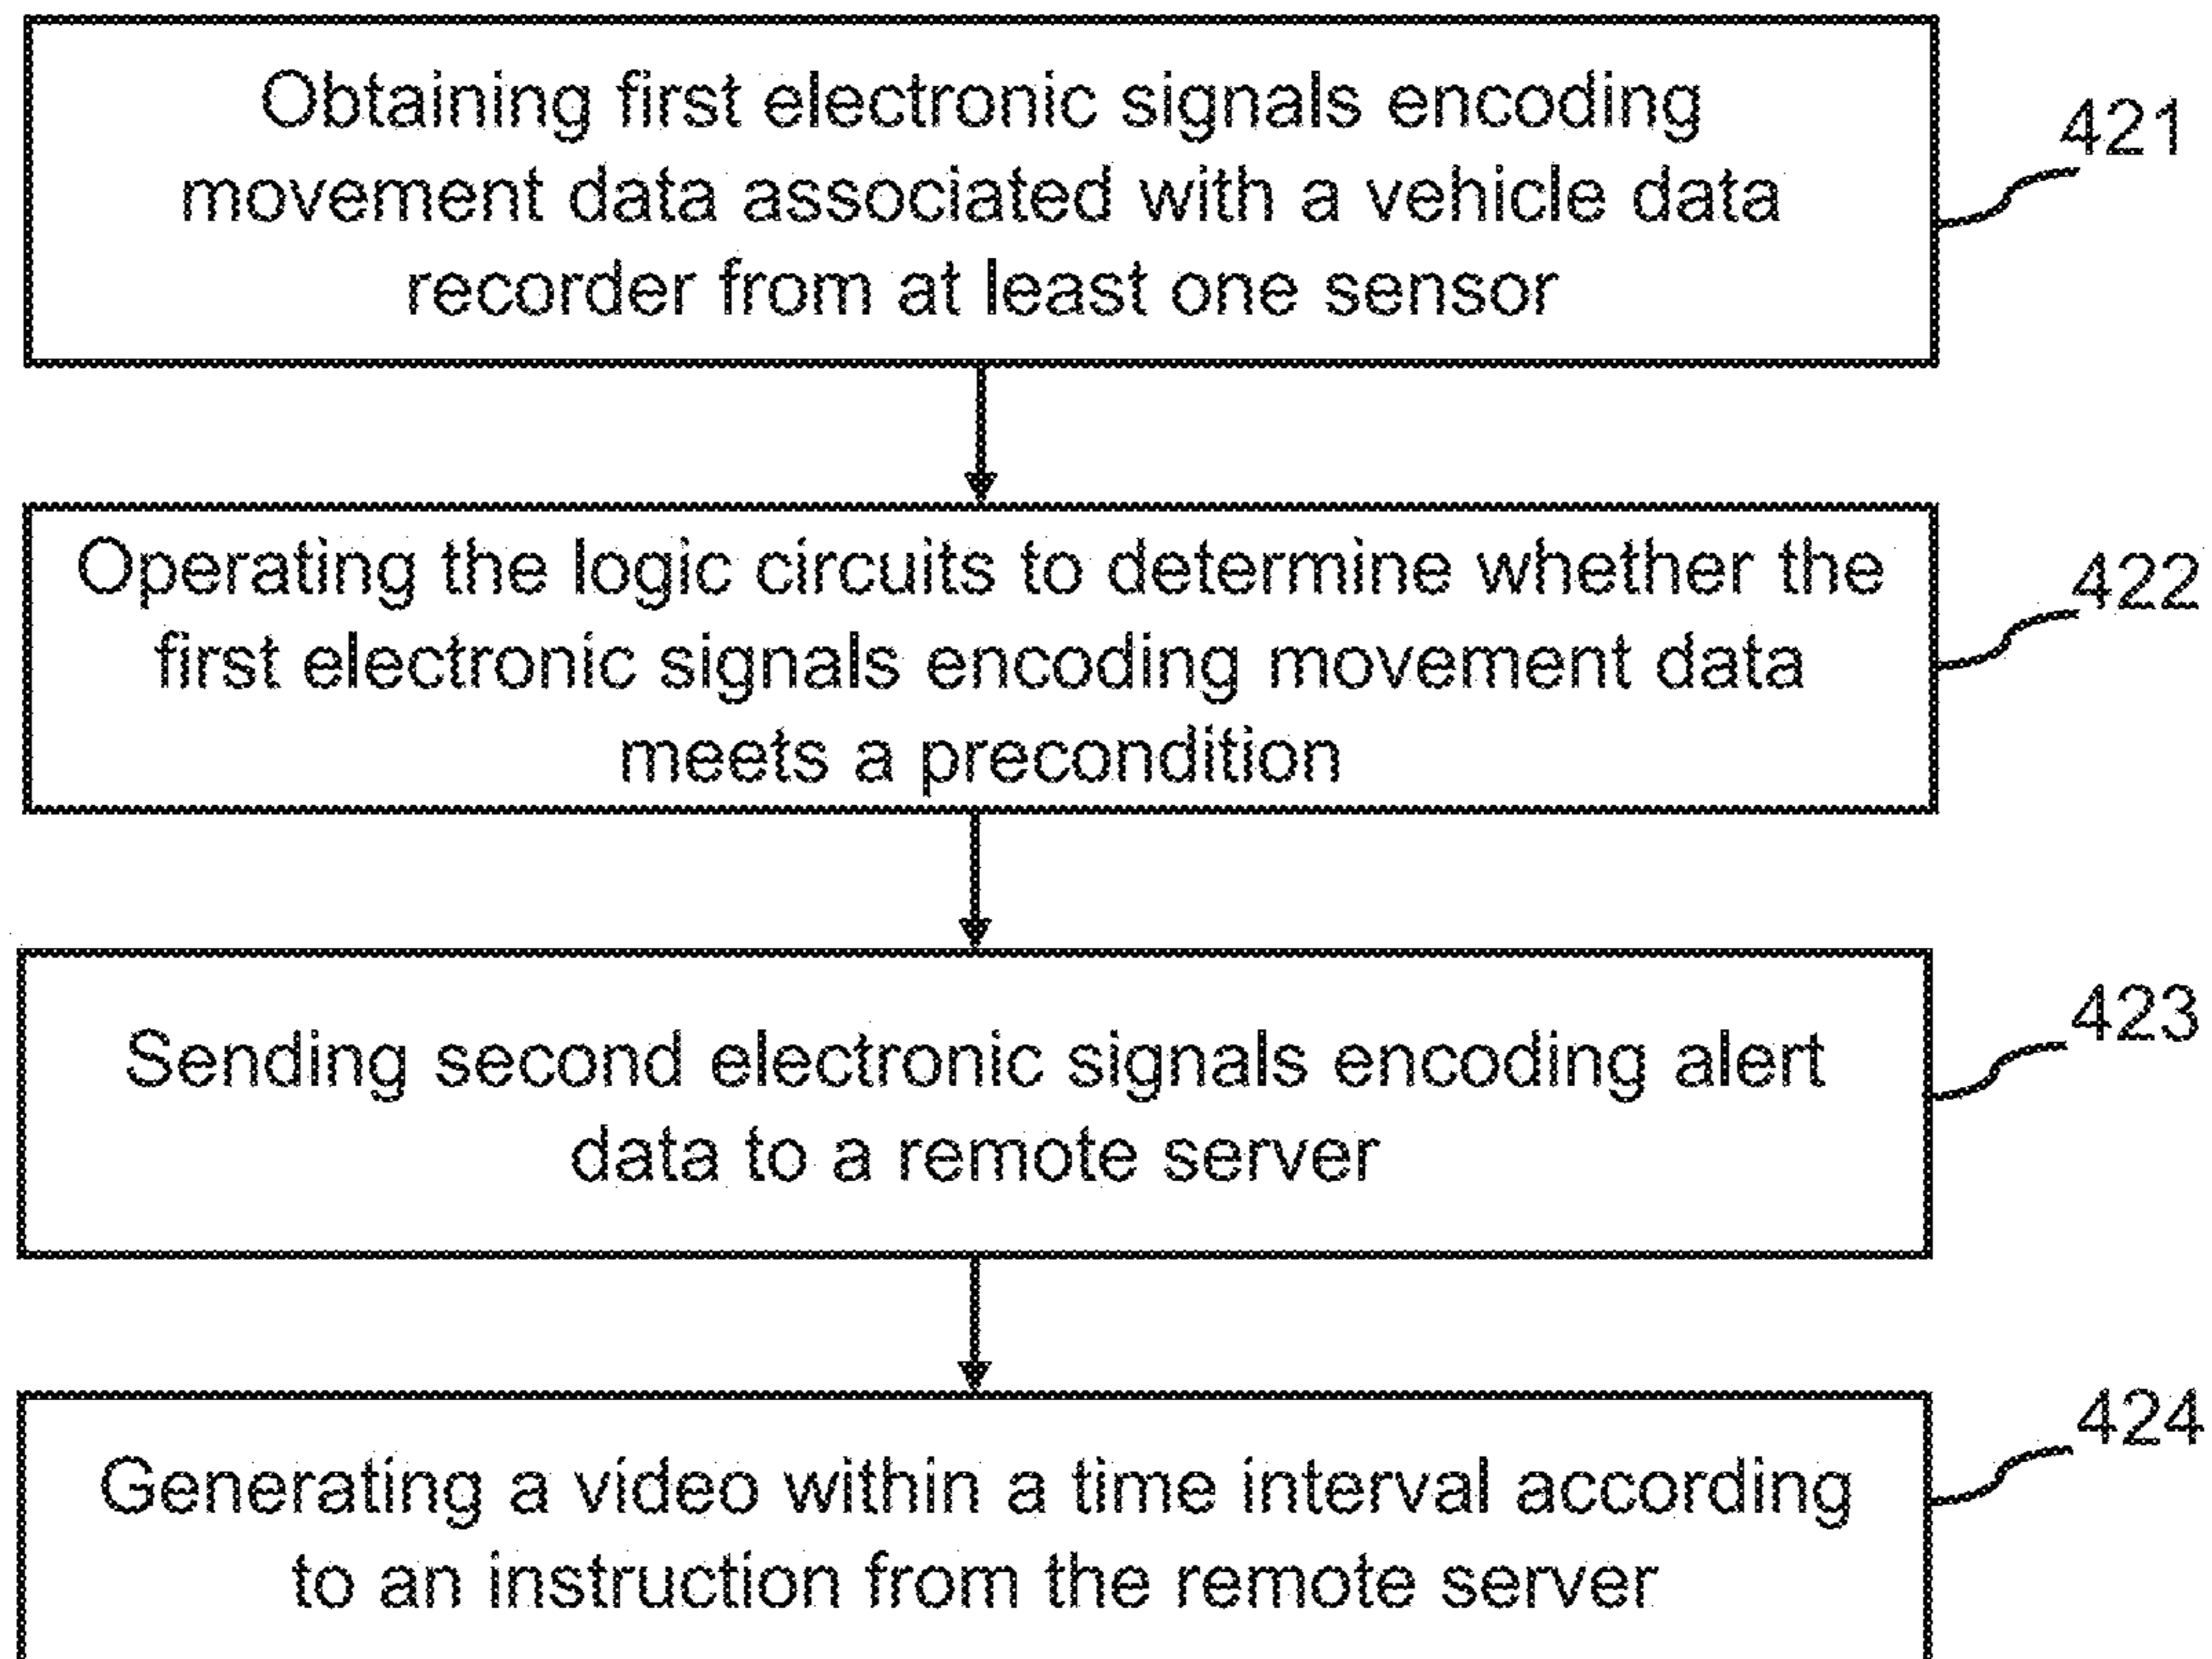 Obtaining first electronic signals encoding
movement data associated with a vehicle data
recorder from at least one sensor
421
Operating the logic circuits to determine whether the
first electronic signals encoding movement data
meets a precondition
422
Sending second electronic signals encoding alert
data to a remote server
423
Generating a video within a time interval according
to an instruction from the remote server
424